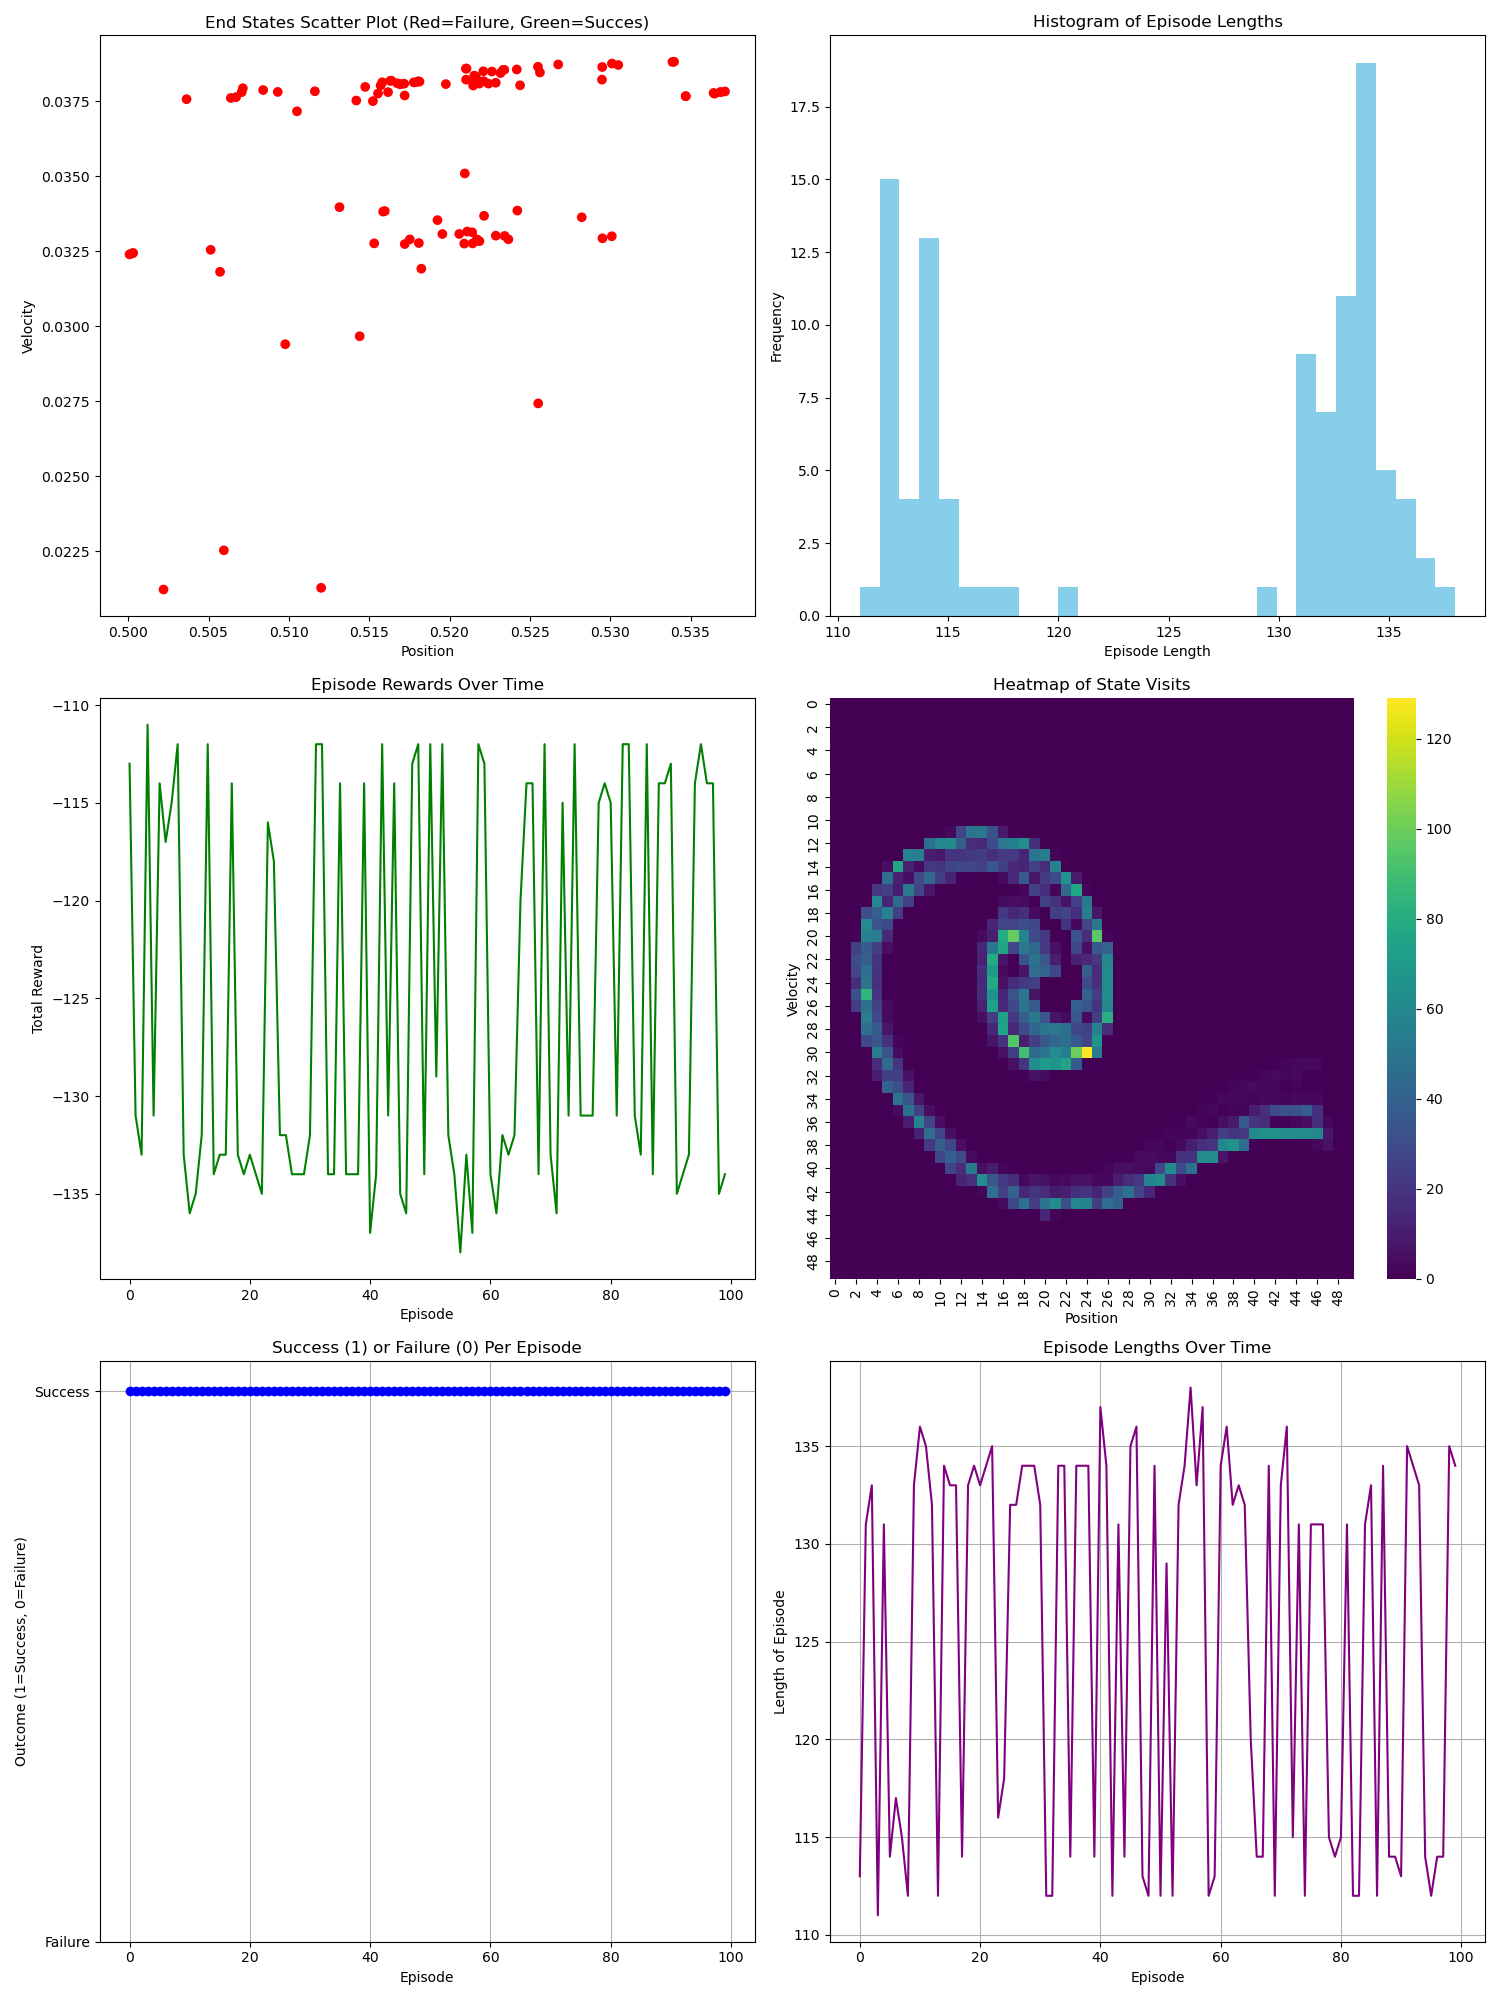 End States Scatter Plot (Red=Failure, Green=Succes)
0.0375
0.0350
0.0325
0.0300
0.0275
0.0250
0.0225
Velocity
0.500 0.505 0.510 0.515 0.520 0.525 0.530 0.535
Position
Histogram of Episode Lengths
17.5
15.0
12.5
10.0
7.5
5.0
2.5
0.0
Frequency
110 115 120 125 130 135
Episode Length
Episode Rewards Over Time
−110
−115
−120
−125
−130
−135
Total Reward
0 20 40 60 80 100
Episode
Heatmap of State Visits
0
2
4
6
8
10
12
14
16
18
20
22
24
26
28
30
32
34
36
38
40
42
44
46
48
Velocity
0 2 4 6 8 10 12 14 16 18 20 22 24 26 28 30 32 34 36 38 40 42 44 46 48
Position
120
100
80
60
40
20
0
Success (1) or Failure (0) Per Episode
Success
Failure
Outcome (1=Success, 0=Failure)
0 20 40 60 80 100
Episode
Episode Lengths Over Time
135
130
125
120
115
110
Length of Episode
0 20 40 60 80 100
Episode